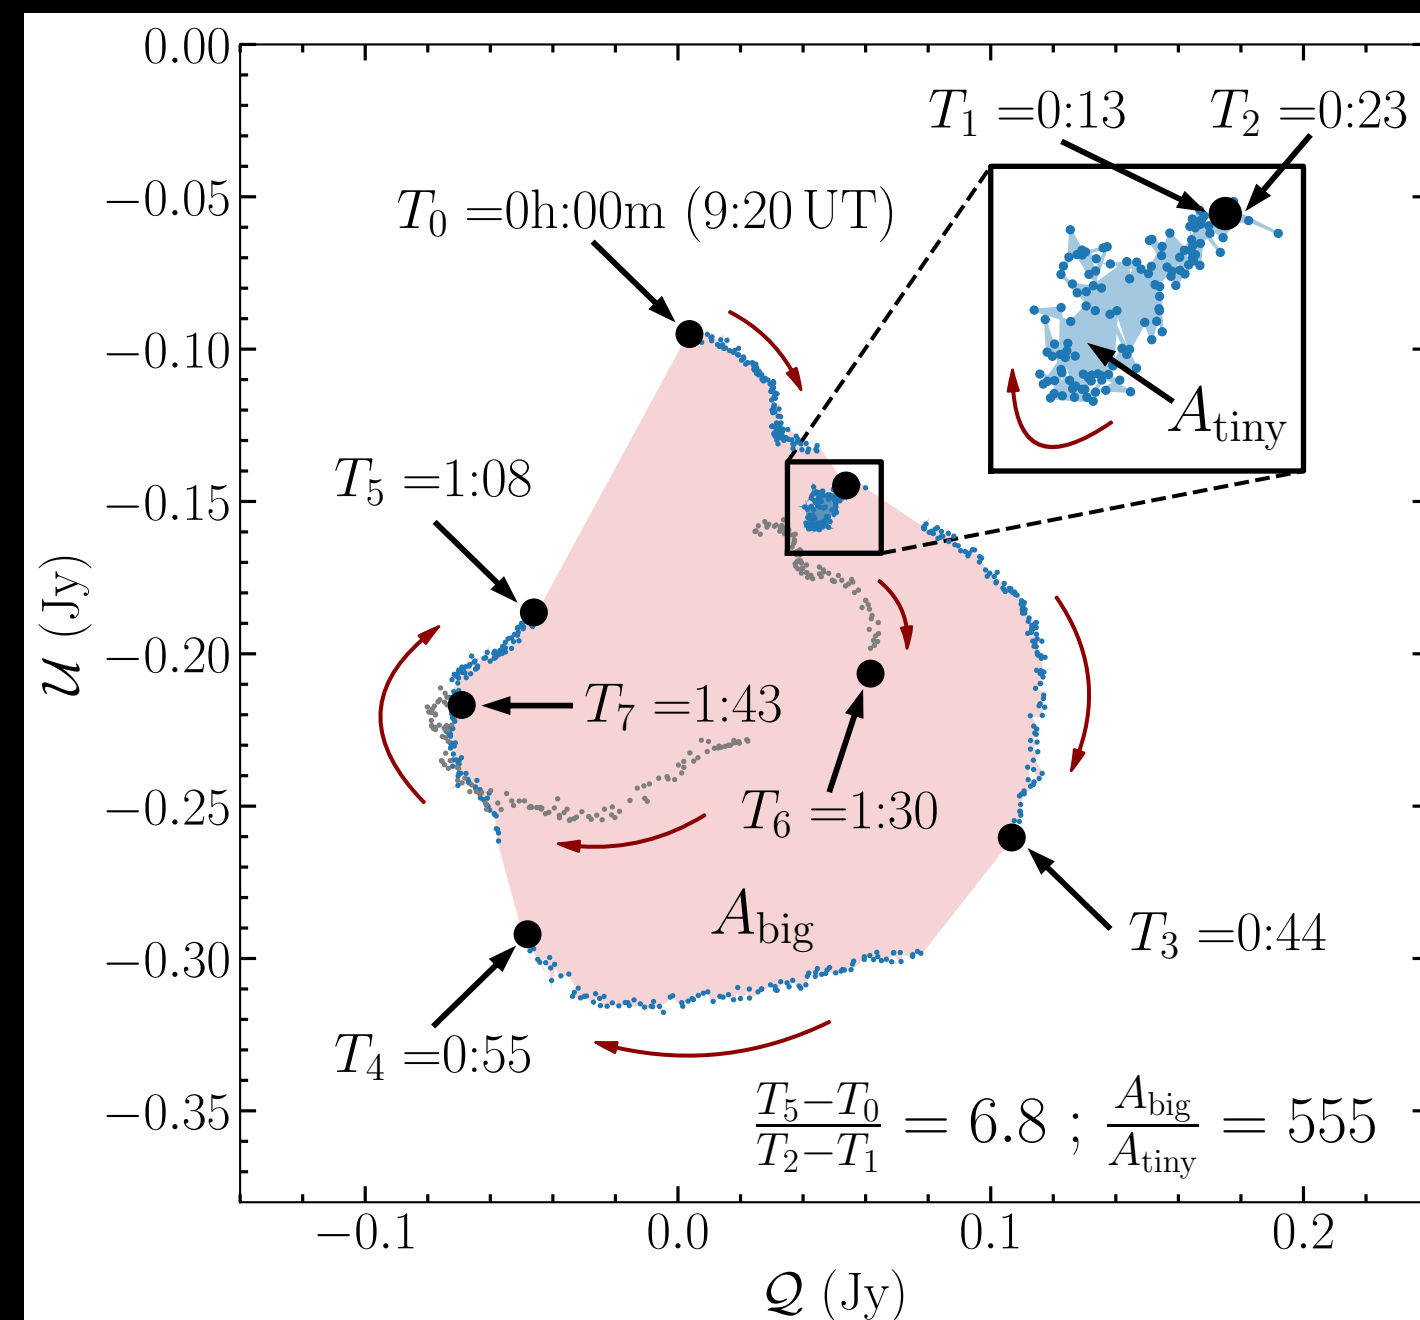 0.00
T₁ =0:13
T₂ =0:23
−0.05
T₀ =0h:00m (9:20 UT)
−0.10
A_tiny
T₅ =1:08
−0.15
𝒰 (Jy)
−0.20
T₇ =1:43
−0.25
T₆ =1:30
A_big
T₃ =0:44
−0.30
T₄ =0:55
−0.35
(T₅−T₀)/(T₂−T₁) = 6.8 ; A_big/A_tiny = 555
−0.1
0.0
0.1
0.2
𝒬 (Jy)